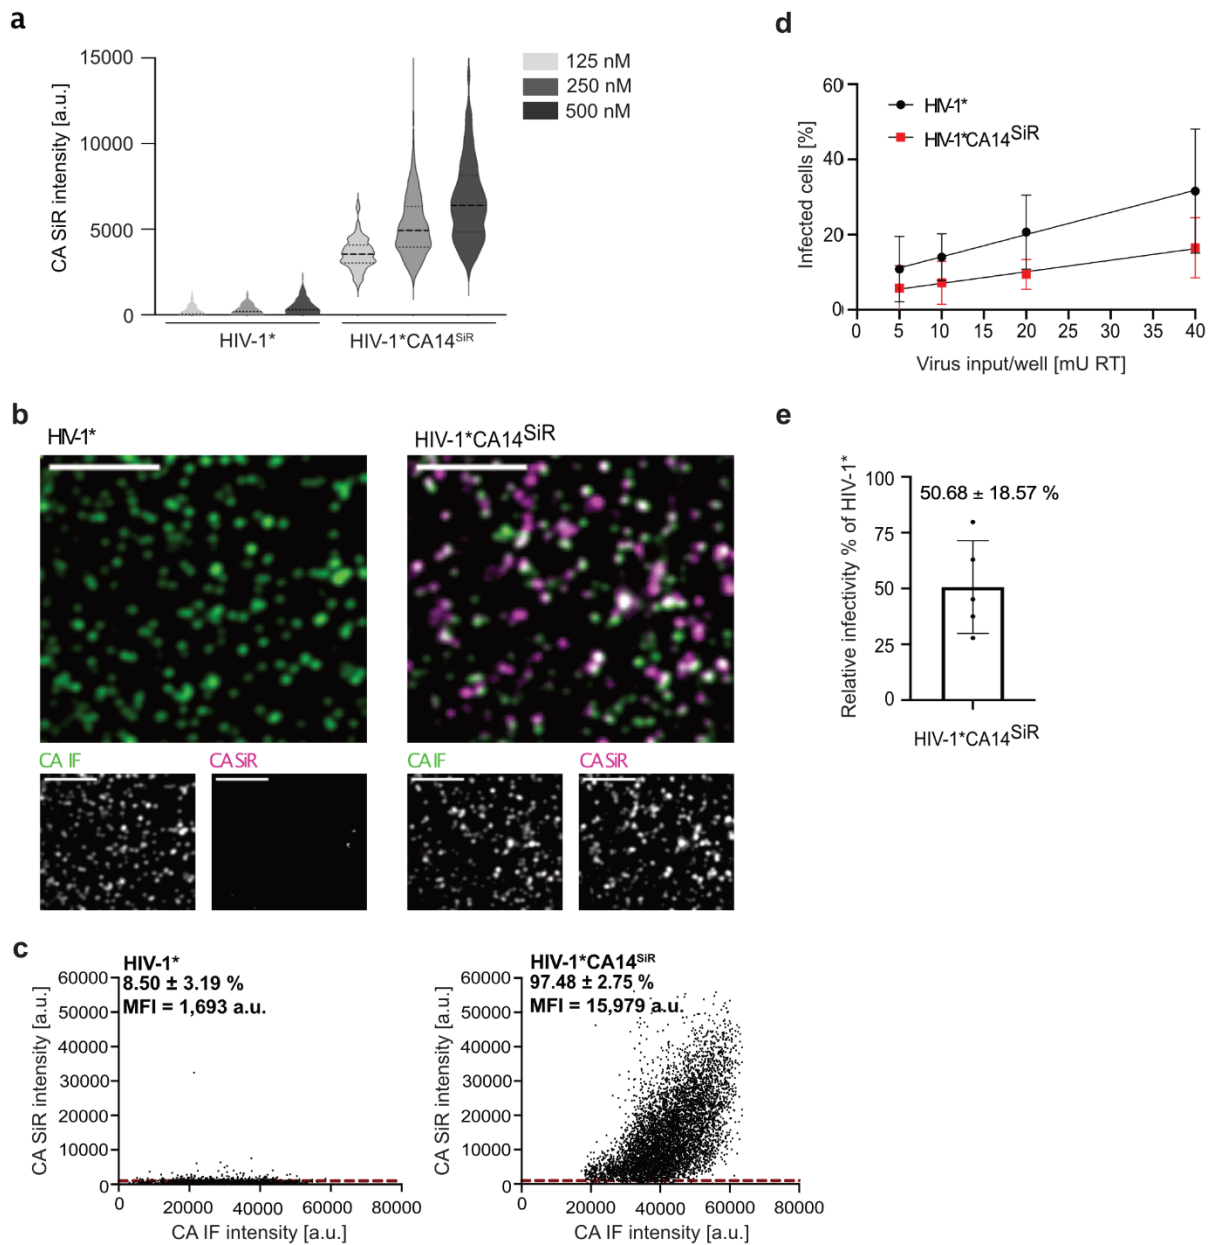 a
CA SiR intensity [a.u.]
15000
10000
5000
0
125 nM
250 nM
500 nM
HIV-1*
HIV-1*CA14SiR
d
Infected cells [%]
60
40
20
0
HIV-1*
HIV-1*CA14SiR
0 5 10 15 20 25 30 35 40
Virus input/well [mU RT]
b
HIV-1*
HIV-1*CA14SiR
CA IF
CA SiR
CA IF
CA SiR
e
Relative infectivity % of HIV-1*
100
75
50
25
0
50.68 ± 18.57 %
HIV-1*CA14SiR
c
HIV-1*
8.50 ± 3.19 %
MFI = 1,693 a.u.
CA SiR intensity [a.u.]
60000
50000
40000
30000
20000
10000
0
0 20000 40000 60000 80000
CA IF intensity [a.u.]
HIV-1*CA14SiR
97.48 ± 2.75 %
MFI = 15,979 a.u.
CA SiR intensity [a.u.]
60000
50000
40000
30000
20000
10000
0
0 20000 40000 60000 80000
CA IF intensity [a.u.]